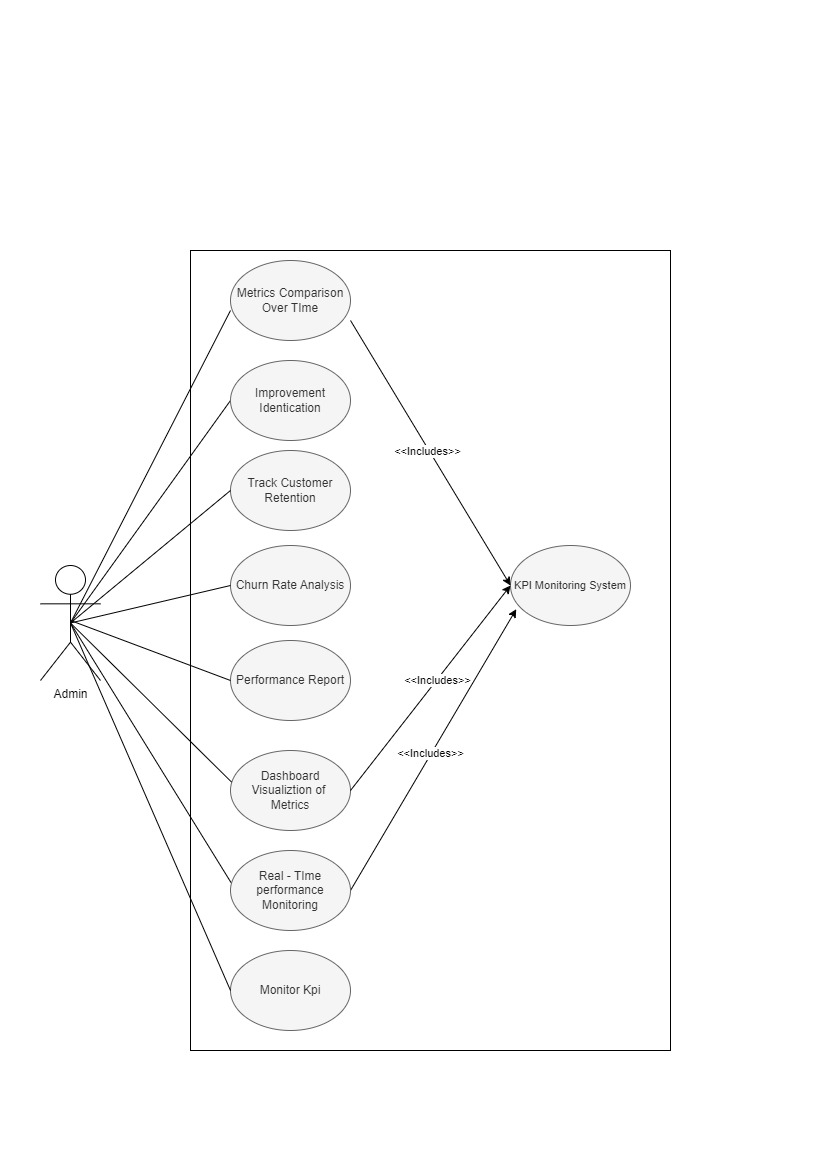 Metrics Comparison
Over TIme
Improvement
Identication
<<Includes>>
Track Customer
Retention
Churn Rate Analysis
KPI Monitoring System
Admin
Performance Report
<<Includes>>
<<Includes>>
Dashboard
Visualiztion of
Metrics
Real - TIme
performance
Monitoring
Monitor Kpi